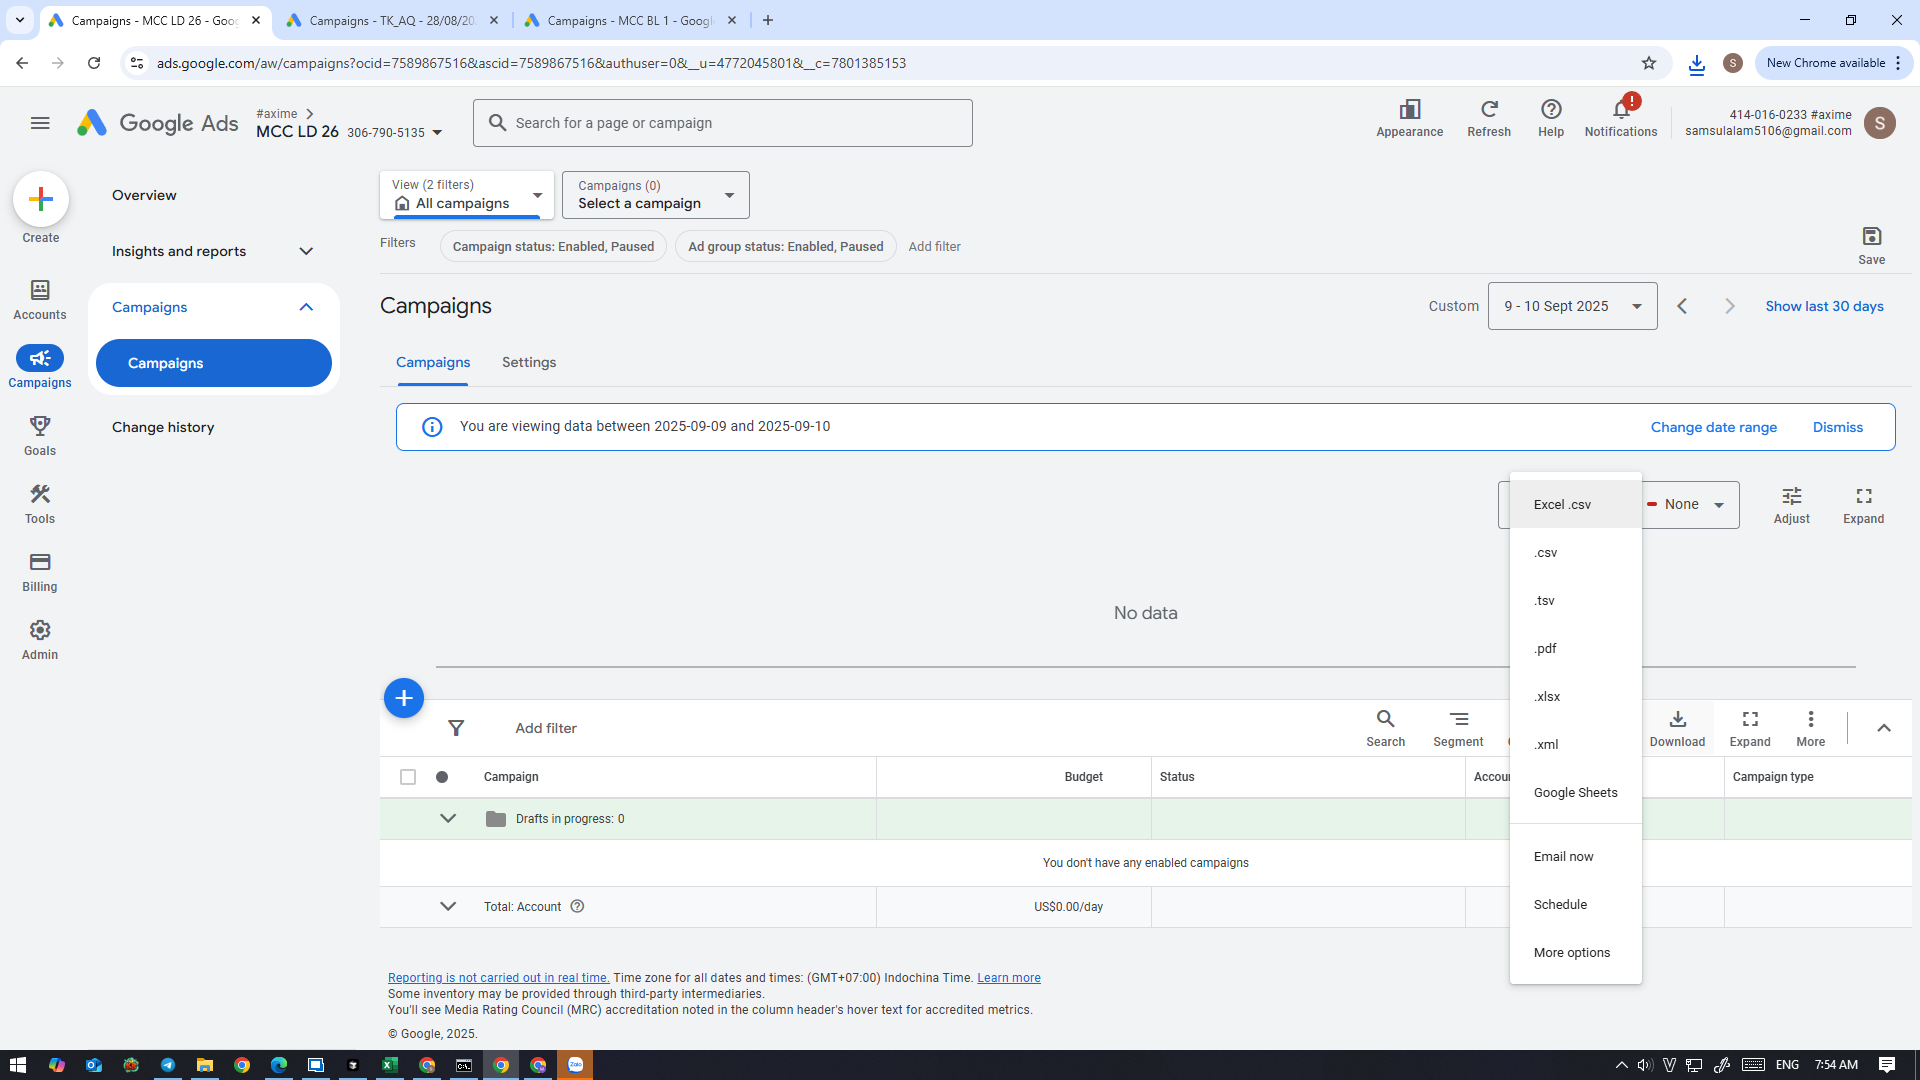 Campaigns - MCC LD 26 - Goog
Campaigns - TK_AQ - 28/08/20
Campaigns - MCC BL 1 - Googl
ads.google.com/aw/campaigns?ocid=7589867516&ascid=7589867516&authuser=0&__u=4772045801&__c=7801385153
S
New Chrome available
Google Ads
#axime
MCC LD 26 306-790-5135
Search for a page or campaign
Appearance
Refresh
Help
!
Notifications
414-016-0233 #axime
samsulalam5106@gmail.com
S
Create
Accounts
Campaigns
Goals
Tools
Billing
Admin
Overview
Insights and reports
Campaigns
Campaigns
Change history
View (2 filters)
All campaigns
Campaigns (0)
Select a campaign
Filters
Campaign status: Enabled, Paused
Ad group status: Enabled, Paused
Add filter
Save
Campaigns
Custom
9 - 10 Sept 2025
Show last 30 days
Campaigns
Settings
You are viewing data between 2025-09-09 and 2025-09-10
Change date range
Dismiss
None
Adjust
Expand
Excel .csv
.csv
.tsv
.pdf
.xlsx
.xml
Google Sheets
Email now
Schedule
More options
No data
Add filter
Search
Segment
Download
Expand
More
Campaign
Budget
Status
Accou
Campaign type
Drafts in progress: 0
You don't have any enabled campaigns
Total: Account
US$0.00/day
Reporting is not carried out in real time. Time zone for all dates and times: (GMT+07:00) Indochina Time. Learn more
Some inventory may be provided through third-party intermediaries.
You'll see Media Rating Council (MRC) accreditation noted in the column header's hover text for accredited metrics.
© Google, 2025.
Zalo
ENG
7:54 AM